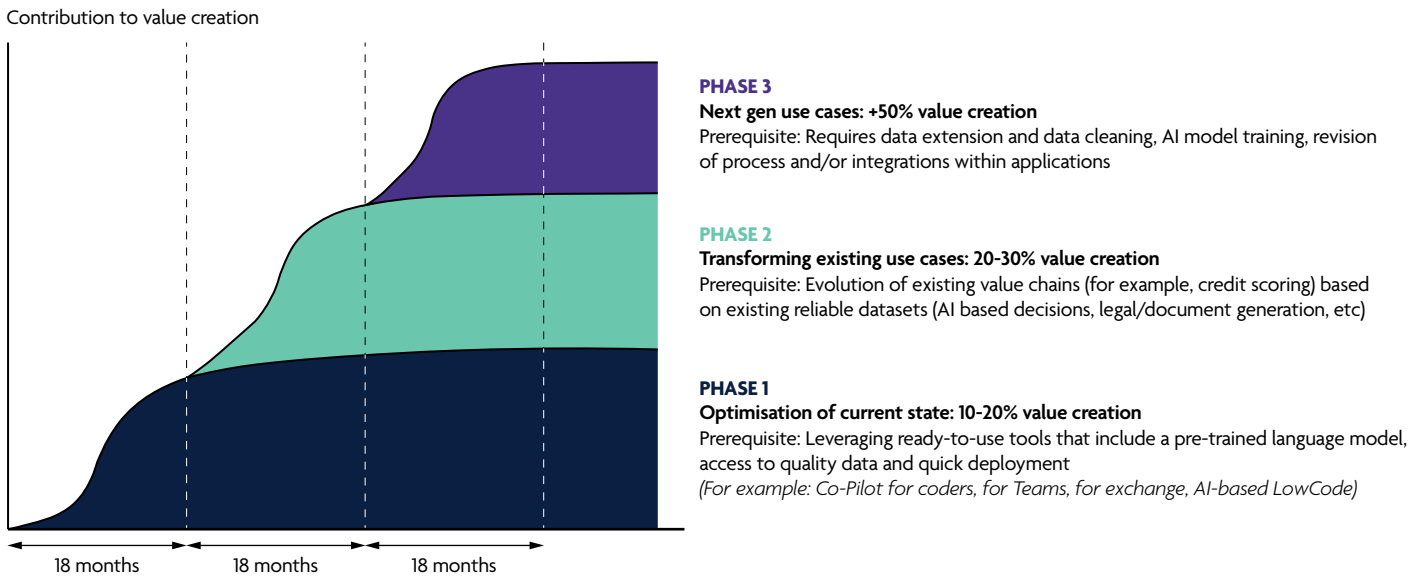 Contribution to value creation
PHASE 3
Next gen use cases: +50% value creation
Prerequisite: Requires data extension and data cleaning, AI model training, revision
of process and/or integrations within applications
PHASE 2
Transforming existing use cases: 20-30% value creation
Prerequisite: Evolution of existing value chains (for example, credit scoring) based
on existing reliable datasets (AI based decisions, legal/document generation, etc)
PHASE 1
Optimisation of current state: 10-20% value creation
Prerequisite: Leveraging ready-to-use tools that include a pre-trained language model,
access to quality data and quick deployment
(For example: Co-Pilot for coders, for Teams, for exchange, AI-based LowCode)
18 months
18 months
18 months